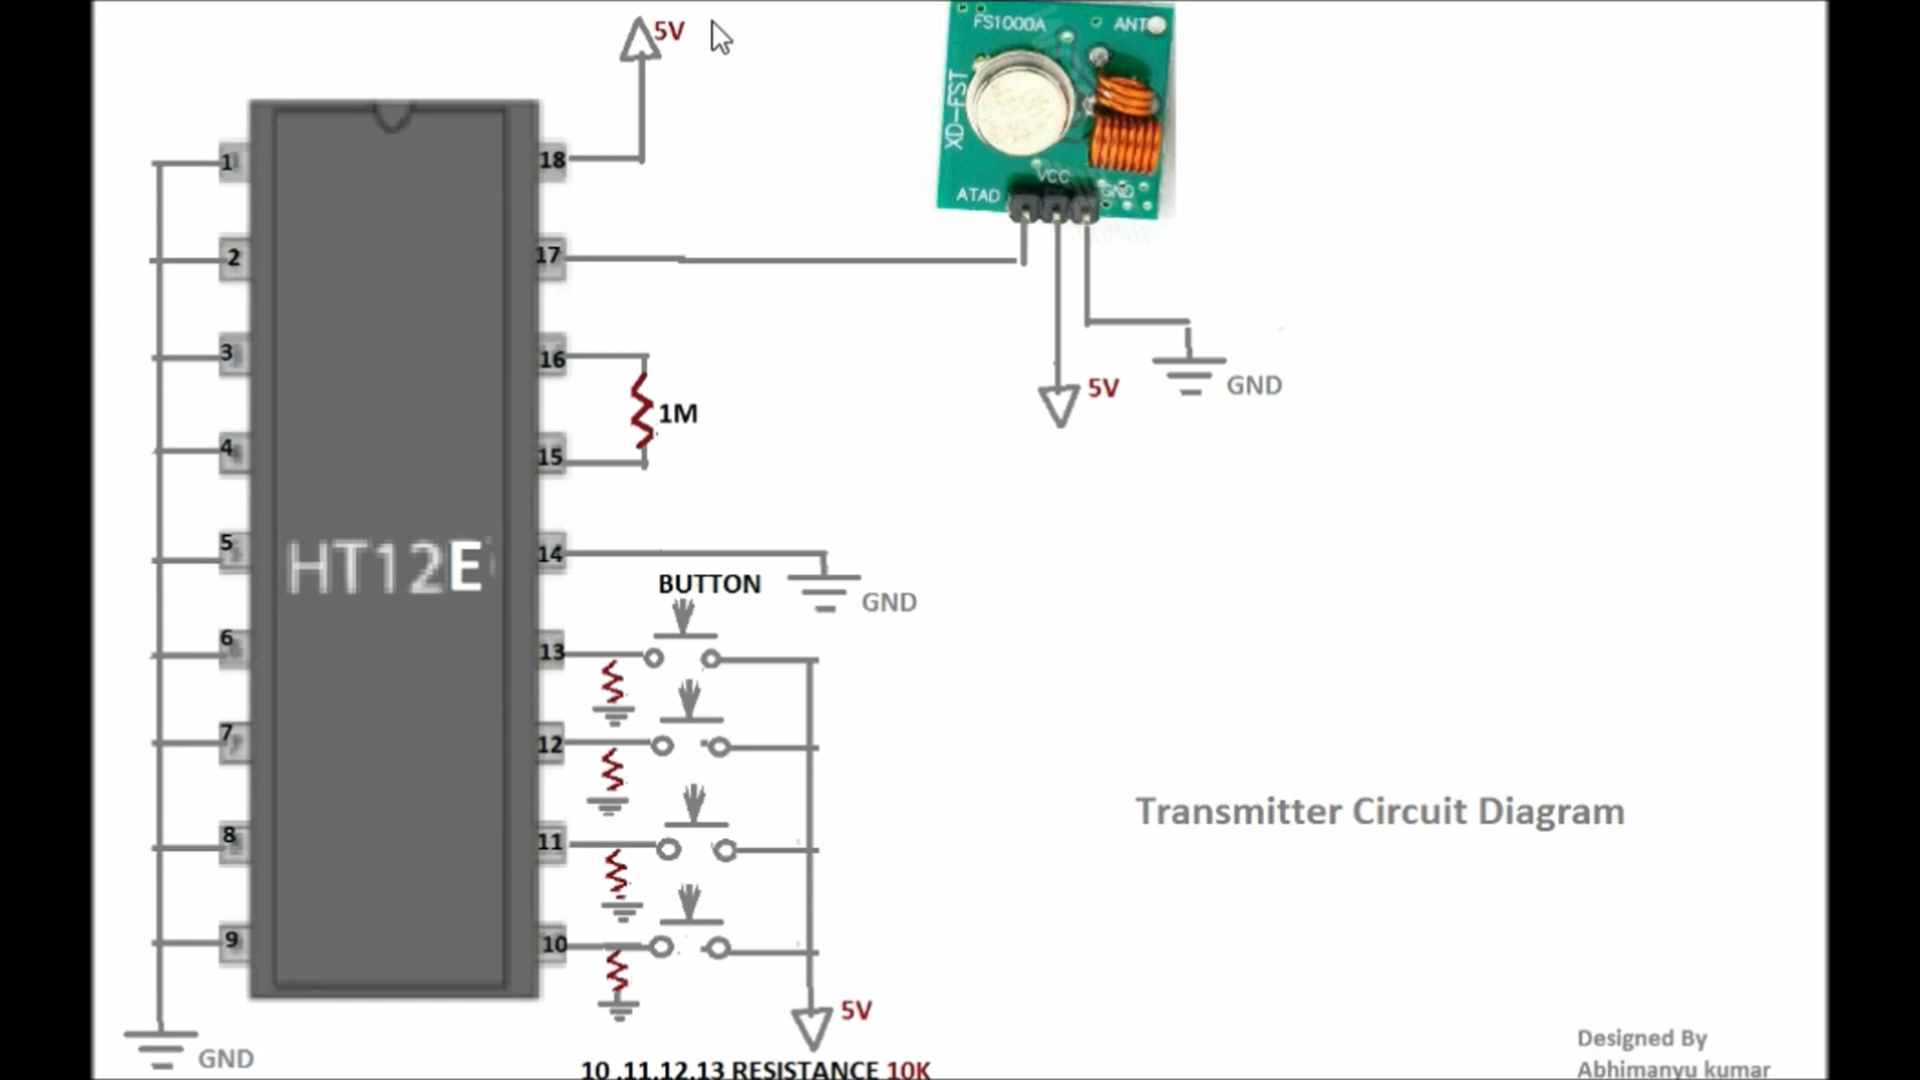 5V
FS1000A
ANT
XD-FST
VCC
ATAD
GND
1
18
2
17
3
16
1M
5V
GND
4
15
5
14
HT12E
BUTTON
GND
6
13
7
12
8
11
Transmitter Circuit Diagram
9
10
5V
GND
10 ,11,12,13 RESISTANCE 10K
Designed By
Abhimanyu kumar